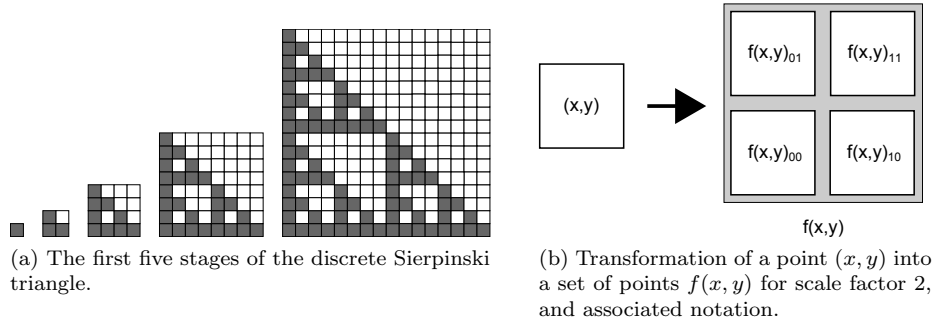 (x,y)
f(x,y)01
f(x,y)11
f(x,y)00
f(x,y)10
f(x,y)
(a) The first five stages of the discrete Sierpinski
triangle.
(b) Transformation of a point (x, y) into
a set of points f(x, y) for scale factor 2,
and associated notation.